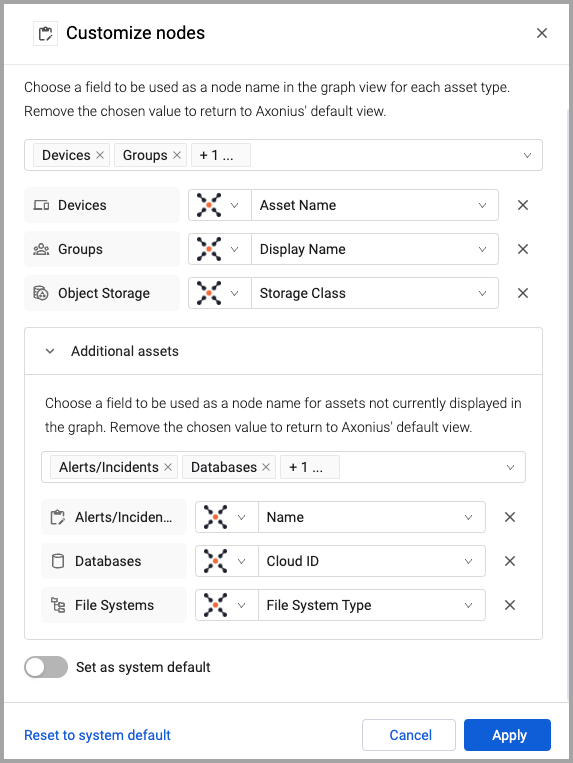 Customize nodes
Choose a field to be used as a node name in the graph view for each asset type.
Remove the chosen value to return to Axonius' default view.
Devices Groups + 1 ...
Devices Asset Name
Groups Display Name
Object Storage Storage Class
Additional assets
Choose a field to be used as a node name for assets not currently displayed in
the graph. Remove the chosen value to return to Axonius' default view.
Alerts/Incidents Databases + 1 ...
Alerts/Inciden... Name
Databases Cloud ID
File Systems File System Type
Set as system default
Reset to system default Cancel Apply